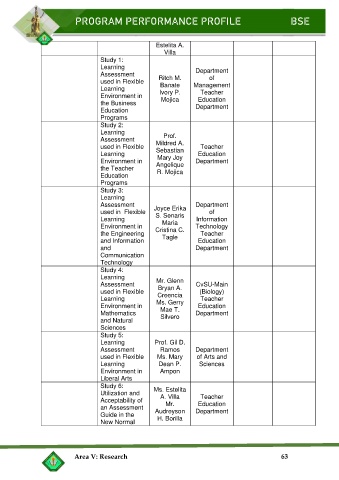 PROGRAM PERFORMANCE PROFILE BSE
Estelita A.
Villa
Study 1:
Learning
Assessment
used in Flexible
Learning
Environment in
the Business
Education
Programs
Ritch M.
Banate
Ivory P.
Mojica
Department
of
Management
Teacher
Education
Department
Study 2:
Learning
Assessment
used in Flexible
Learning
Environment in
the Teacher
Education
Programs
Prof.
Mildred A.
Sebastian
Mary Joy
Angelique
R. Mojica
Teacher
Education
Department
Study 3:
Learning
Assessment
used in Flexible
Learning
Environment in
the Engineering
and Information
and
Communication
Technology
Joyce Erika
S. Senaris
Maria
Cristina C.
Tagle
Department
of
Information
Technology
Teacher
Education
Department
Study 4:
Learning
Assessment
used in Flexible
Learning
Environment in
Mathematics
and Natural
Sciences
Mr. Glenn
Bryan A.
Creencia
Ms. Gerry
Mae T.
Silvero
CvSU-Main
(Biology)
Teacher
Education
Department
Study 5:
Learning
Assessment
used in Flexible
Learning
Environment in
Liberal Arts
Prof. Gil D.
Ramos
Ms. Mary
Dean P.
Ampon
Department
of Arts and
Sciences
Study 6:
Utilization and
Acceptability of
an Assessment
Guide in the
New Normal
Ms. Estelita
A. Villa
Mr.
Audreyson
H. Borilla
Teacher
Education
Department
Area V: Research 63